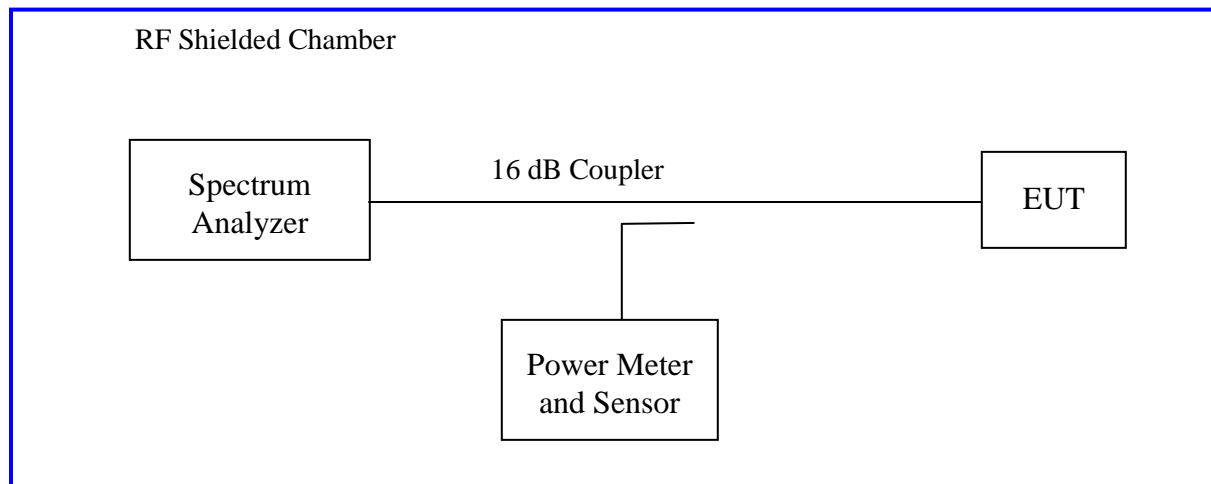 RF Shielded Chamber
16 dB Coupler
Spectrum
Analyzer
EUT
Power Meter
and Sensor